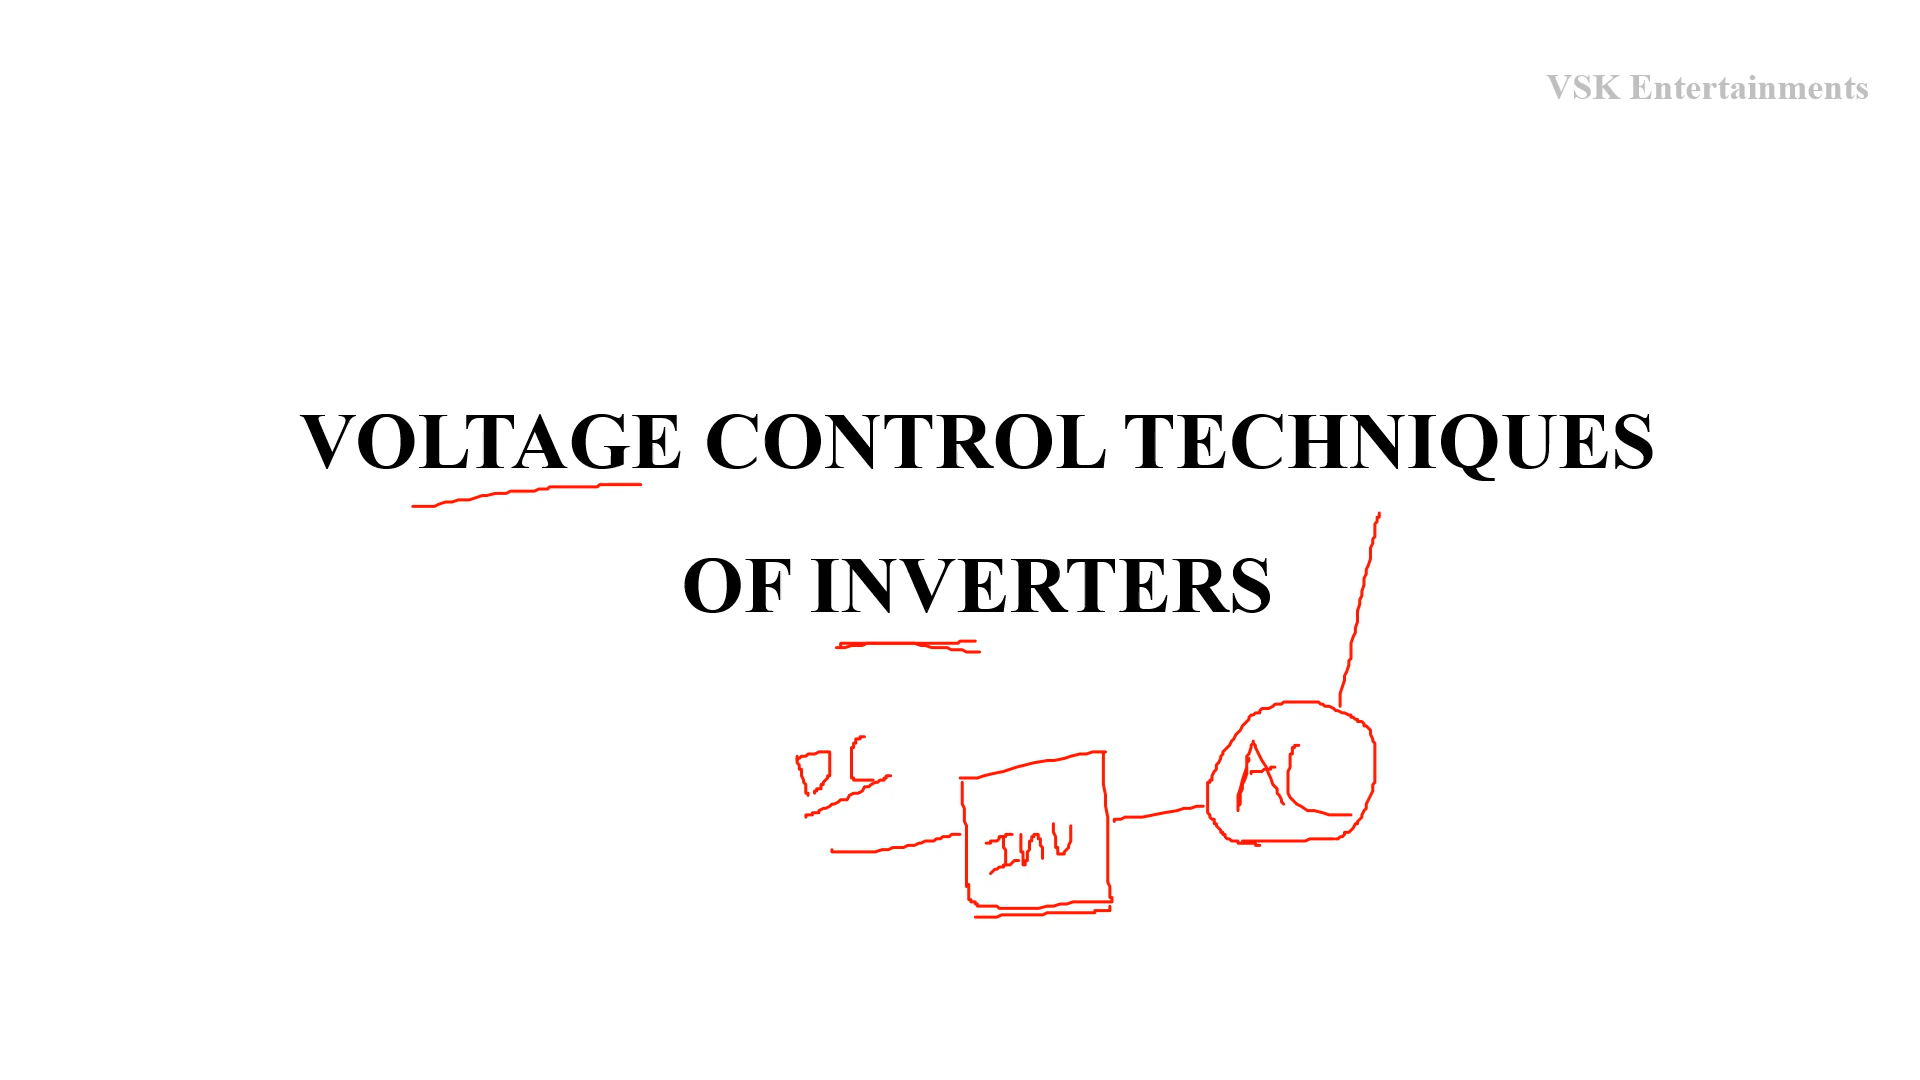 VSK Entertainments
VOLTAGE CONTROL TECHNIQUES
OF INVERTERS
DC
INV
AC